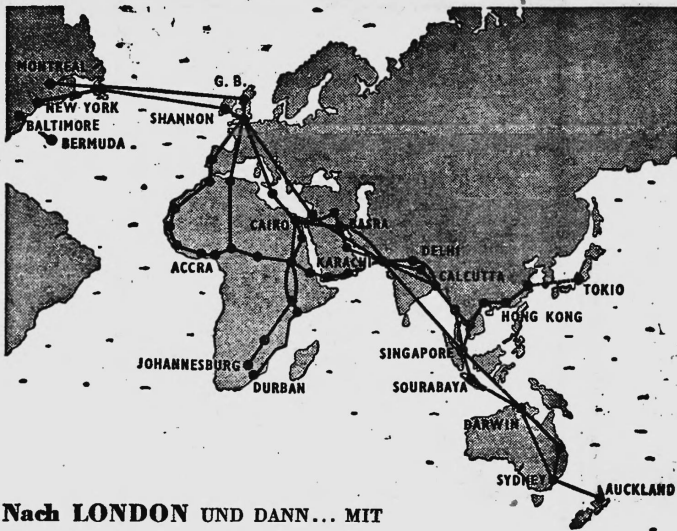 MONTREAL
G. B.
NEW YORK
SHANNON
BALTIMORE
BERMUDA
CAIRO
BASRA
DELHI
ACCRA
KARACHI
CALCUTTA
TOKIO
HONG KONG
SINGAPORE
JOHANNESBURG
DURBAN
SOURABAYA
DARWIN
SYDNEY
AUCKLAND
Nach LONDON UND DANN... MIT